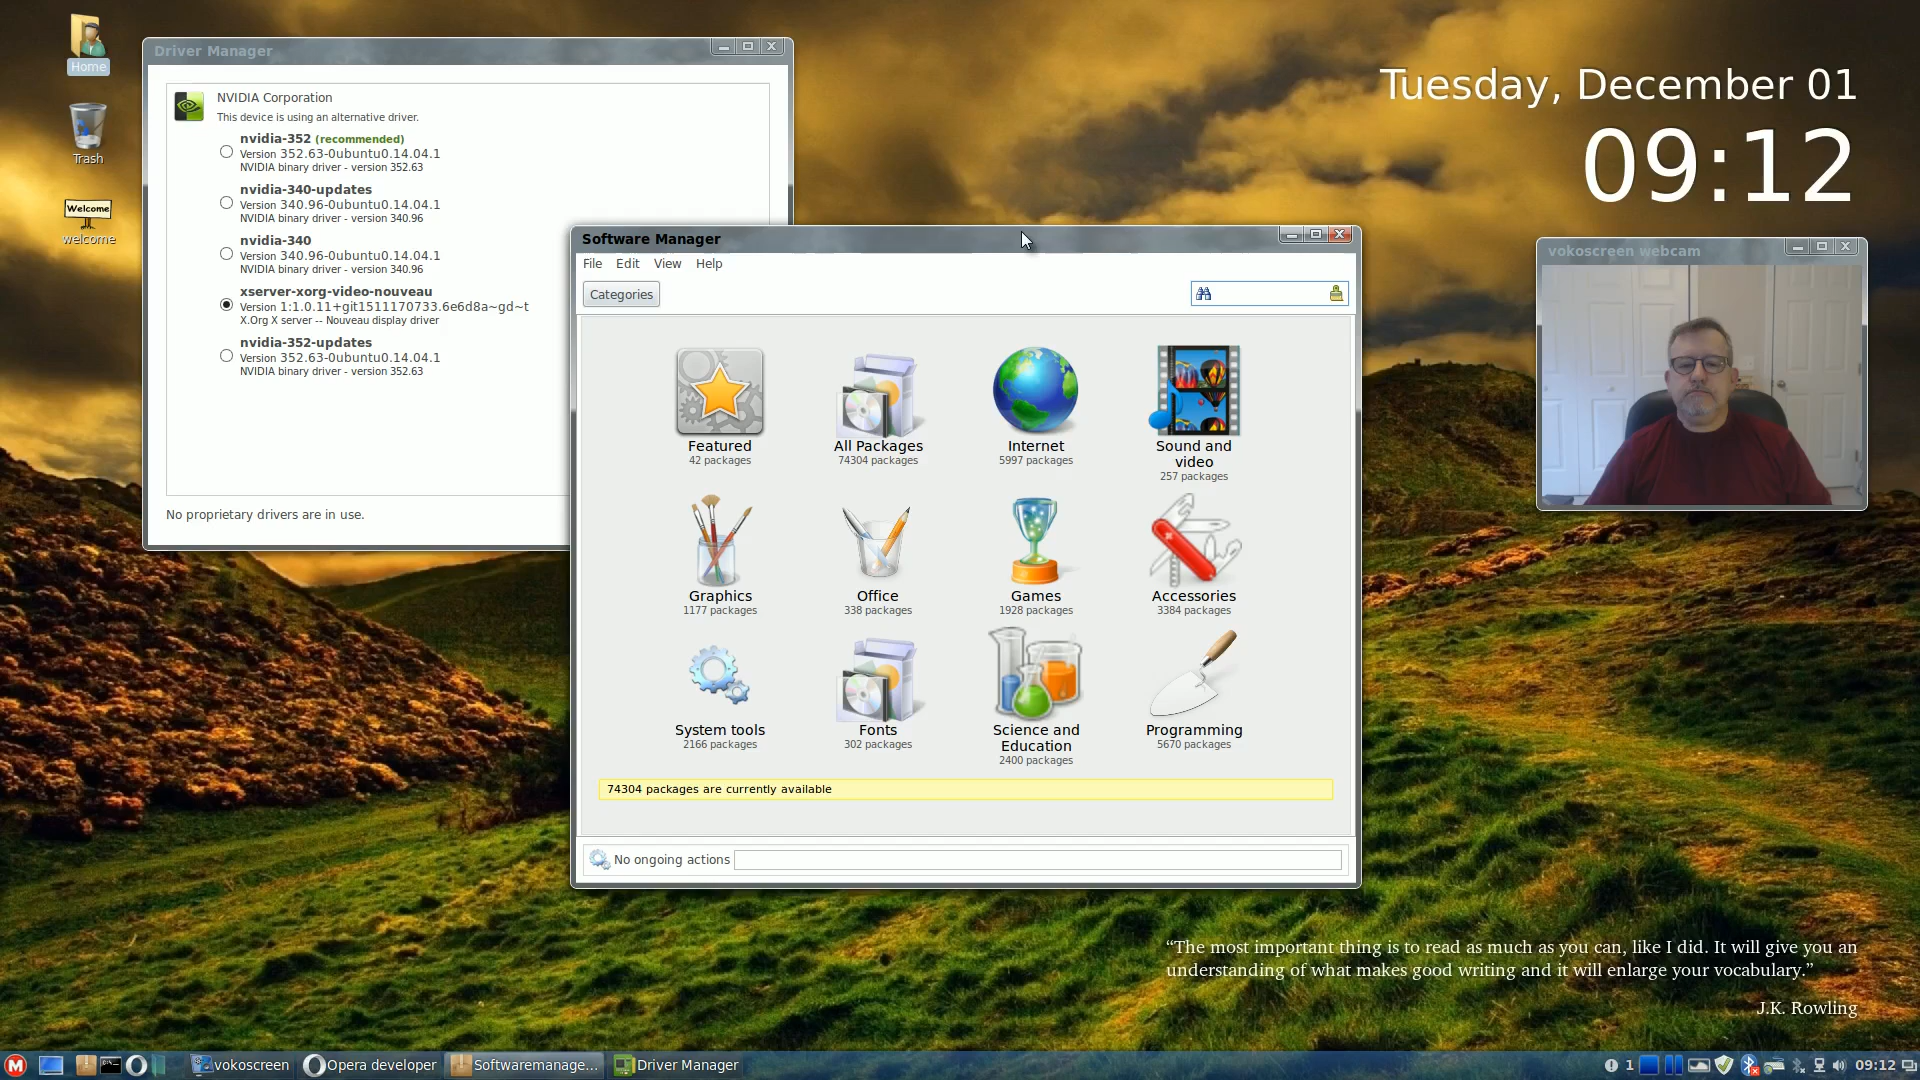 Home
Trash
Welcome
welcome
Driver Manager
NVIDIA Corporation
This device is using an alternative driver.
nvidia-352 (recommended)
Version 352.63-0ubuntu0.14.04.1
NVIDIA binary driver - version 352.63
nvidia-340-updates
Version 340.96-0ubuntu0.14.04.1
NVIDIA binary driver - version 340.96
nvidia-340
Version 340.96-0ubuntu0.14.04.1
NVIDIA binary driver - version 340.96
xserver-xorg-video-nouveau
Version 1:1.0.11+git1511170733.6e6d8a~gd~t
X.Org X server -- Nouveau display driver
nvidia-352-updates
Version 352.63-0ubuntu0.14.04.1
NVIDIA binary driver - version 352.63
No proprietary drivers are in use.
Software Manager
File Edit View Help
Categories
Featured
42 packages
All Packages
74304 packages
Internet
5997 packages
Sound and
video
257 packages
Graphics
1177 packages
Office
338 packages
Games
1928 packages
Accessories
3384 packages
System tools
2166 packages
Fonts
302 packages
Science and
Education
2400 packages
Programming
5670 packages
74304 packages are currently available
No ongoing actions
Tuesday, December 01
09:12
vokoscreen webcam
“The most important thing is to read as much as you can, like I did. It will give you an
understanding of what makes good writing and it will enlarge your vocabulary.”
J.K. Rowling
vokoscreen Opera developer Softwaremanage... Driver Manager 1 09:12